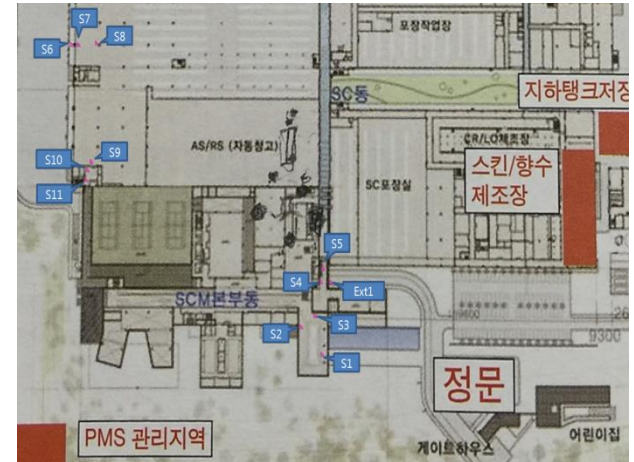 포장작업장
S7
S6
S8
SC동
지하탱크저장
AS/RS (자동창고)
CR/LO제조장
S9
S10
스킨/향수
제조장
S11
SC포장실
S5
S4
Ext1
SCM본부동
S3
S2
9300
S1
정문
PMS 관리지역
어린이집
게이트하우스